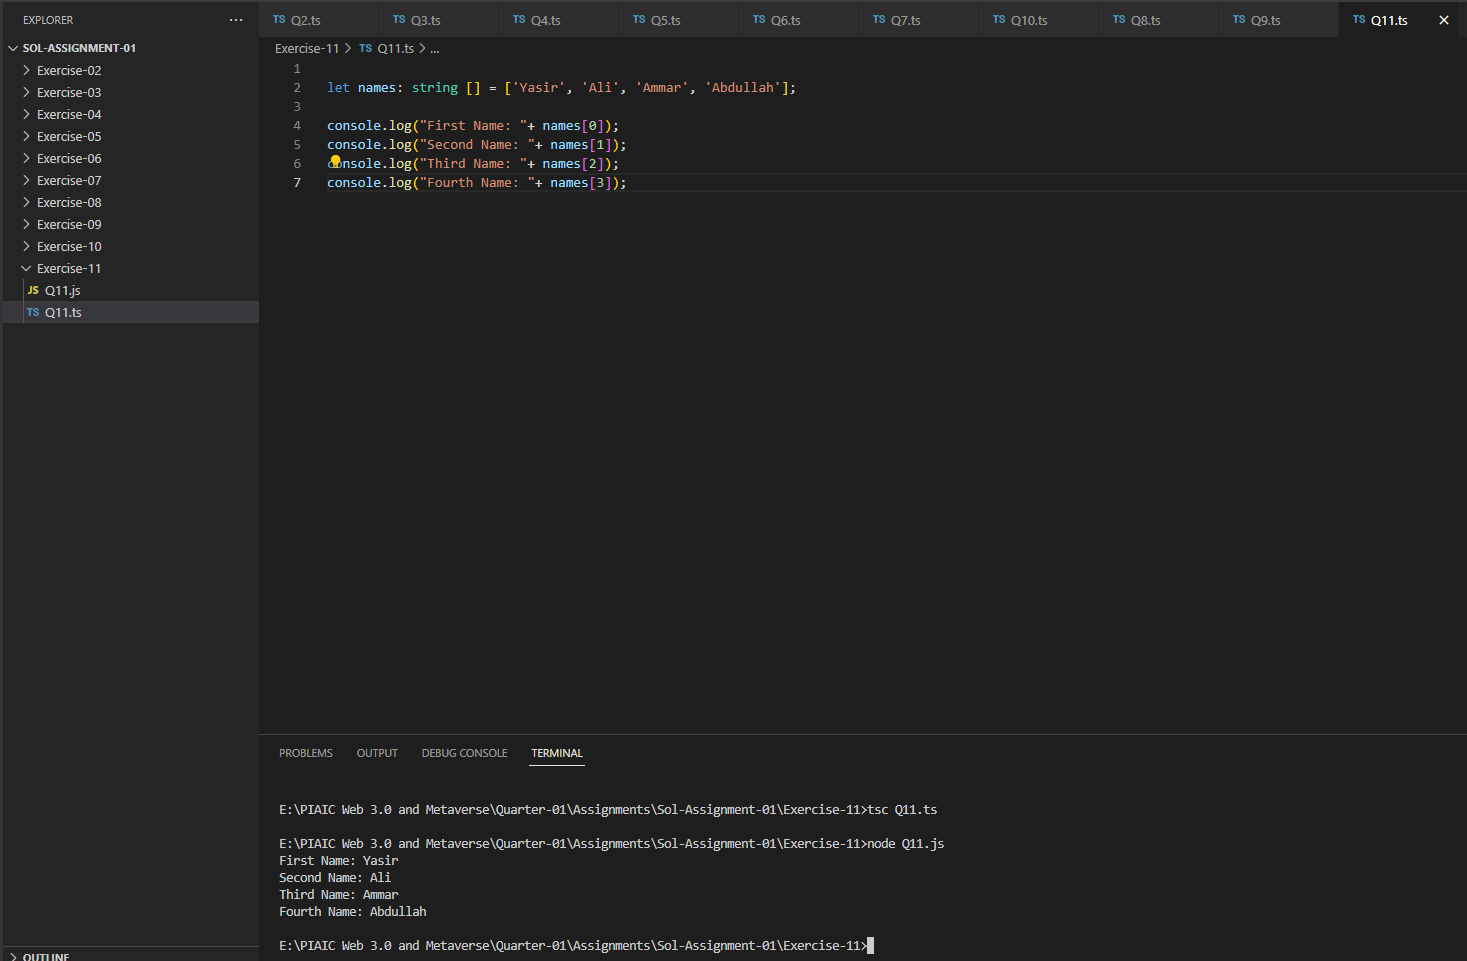 EXPLORER ...
SOL-ASSIGNMENT-01
Exercise-02
Exercise-03
Exercise-04
Exercise-05
Exercise-06
Exercise-07
Exercise-08
Exercise-09
Exercise-10
Exercise-11
JS Q11.js
TS Q11.ts
OUTLINE
TS Q2.ts TS Q3.ts TS Q4.ts TS Q5.ts TS Q6.ts TS Q7.ts TS Q10.ts TS Q8.ts TS Q9.ts TS Q11.ts
Exercise-11 > TS Q11.ts > ...
1
2 let names: string [] = ['Yasir', 'Ali', 'Ammar', 'Abdullah'];
3
4 console.log("First Name: "+ names[0]);
5 console.log("Second Name: "+ names[1]);
6 console.log("Third Name: "+ names[2]);
7 console.log("Fourth Name: "+ names[3]);
PROBLEMS OUTPUT DEBUG CONSOLE TERMINAL
E:\PIAIC Web 3.0 and Metaverse\Quarter-01\Assignments\Sol-Assignment-01\Exercise-11>tsc Q11.ts
E:\PIAIC Web 3.0 and Metaverse\Quarter-01\Assignments\Sol-Assignment-01\Exercise-11>node Q11.js
First Name: Yasir
Second Name: Ali
Third Name: Ammar
Fourth Name: Abdullah
E:\PIAIC Web 3.0 and Metaverse\Quarter-01\Assignments\Sol-Assignment-01\Exercise-11>